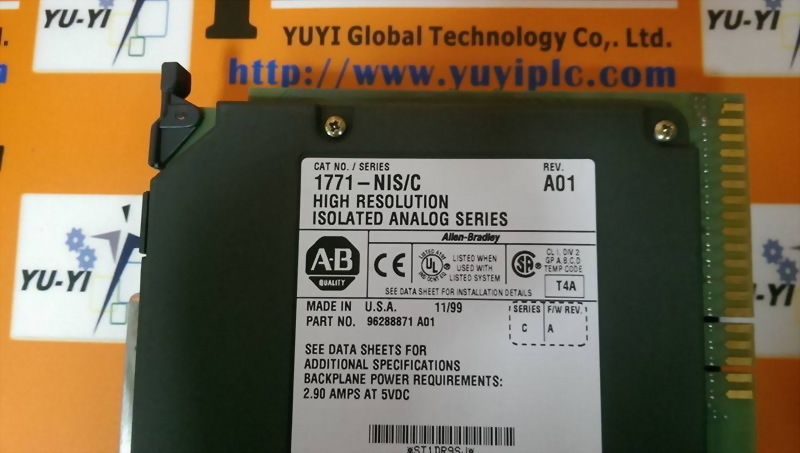 YU-YI
YUYI Global Technology Co,. Ltd.
http://www.yuyiplc.com
YU-YI
CAT NO. / SERIES
REV.
1771-NIS/C
A01
HIGH RESOLUTION
ISOLATED ANALOG SERIES
Allen-Bradley
A-B
QUALITY
CE
UL
LISTED WHEN
USED WITH
LISTED SYSTEM
CL I, DIV 2
GP A,B,C,D
TEMP CODE
T4A
SEE DATA SHEET FOR INSTALLATION DETAILS
MADE IN U.S.A. 11/99
PART NO. 96288871 A01
SERIES
F/W REV.
C
A
SEE DATA SHEETS FOR
ADDITIONAL SPECIFICATIONS
BACKPLANE POWER REQUIREMENTS:
2.90 AMPS AT 5VDC
*ST1DR9SJ*
YU-YI